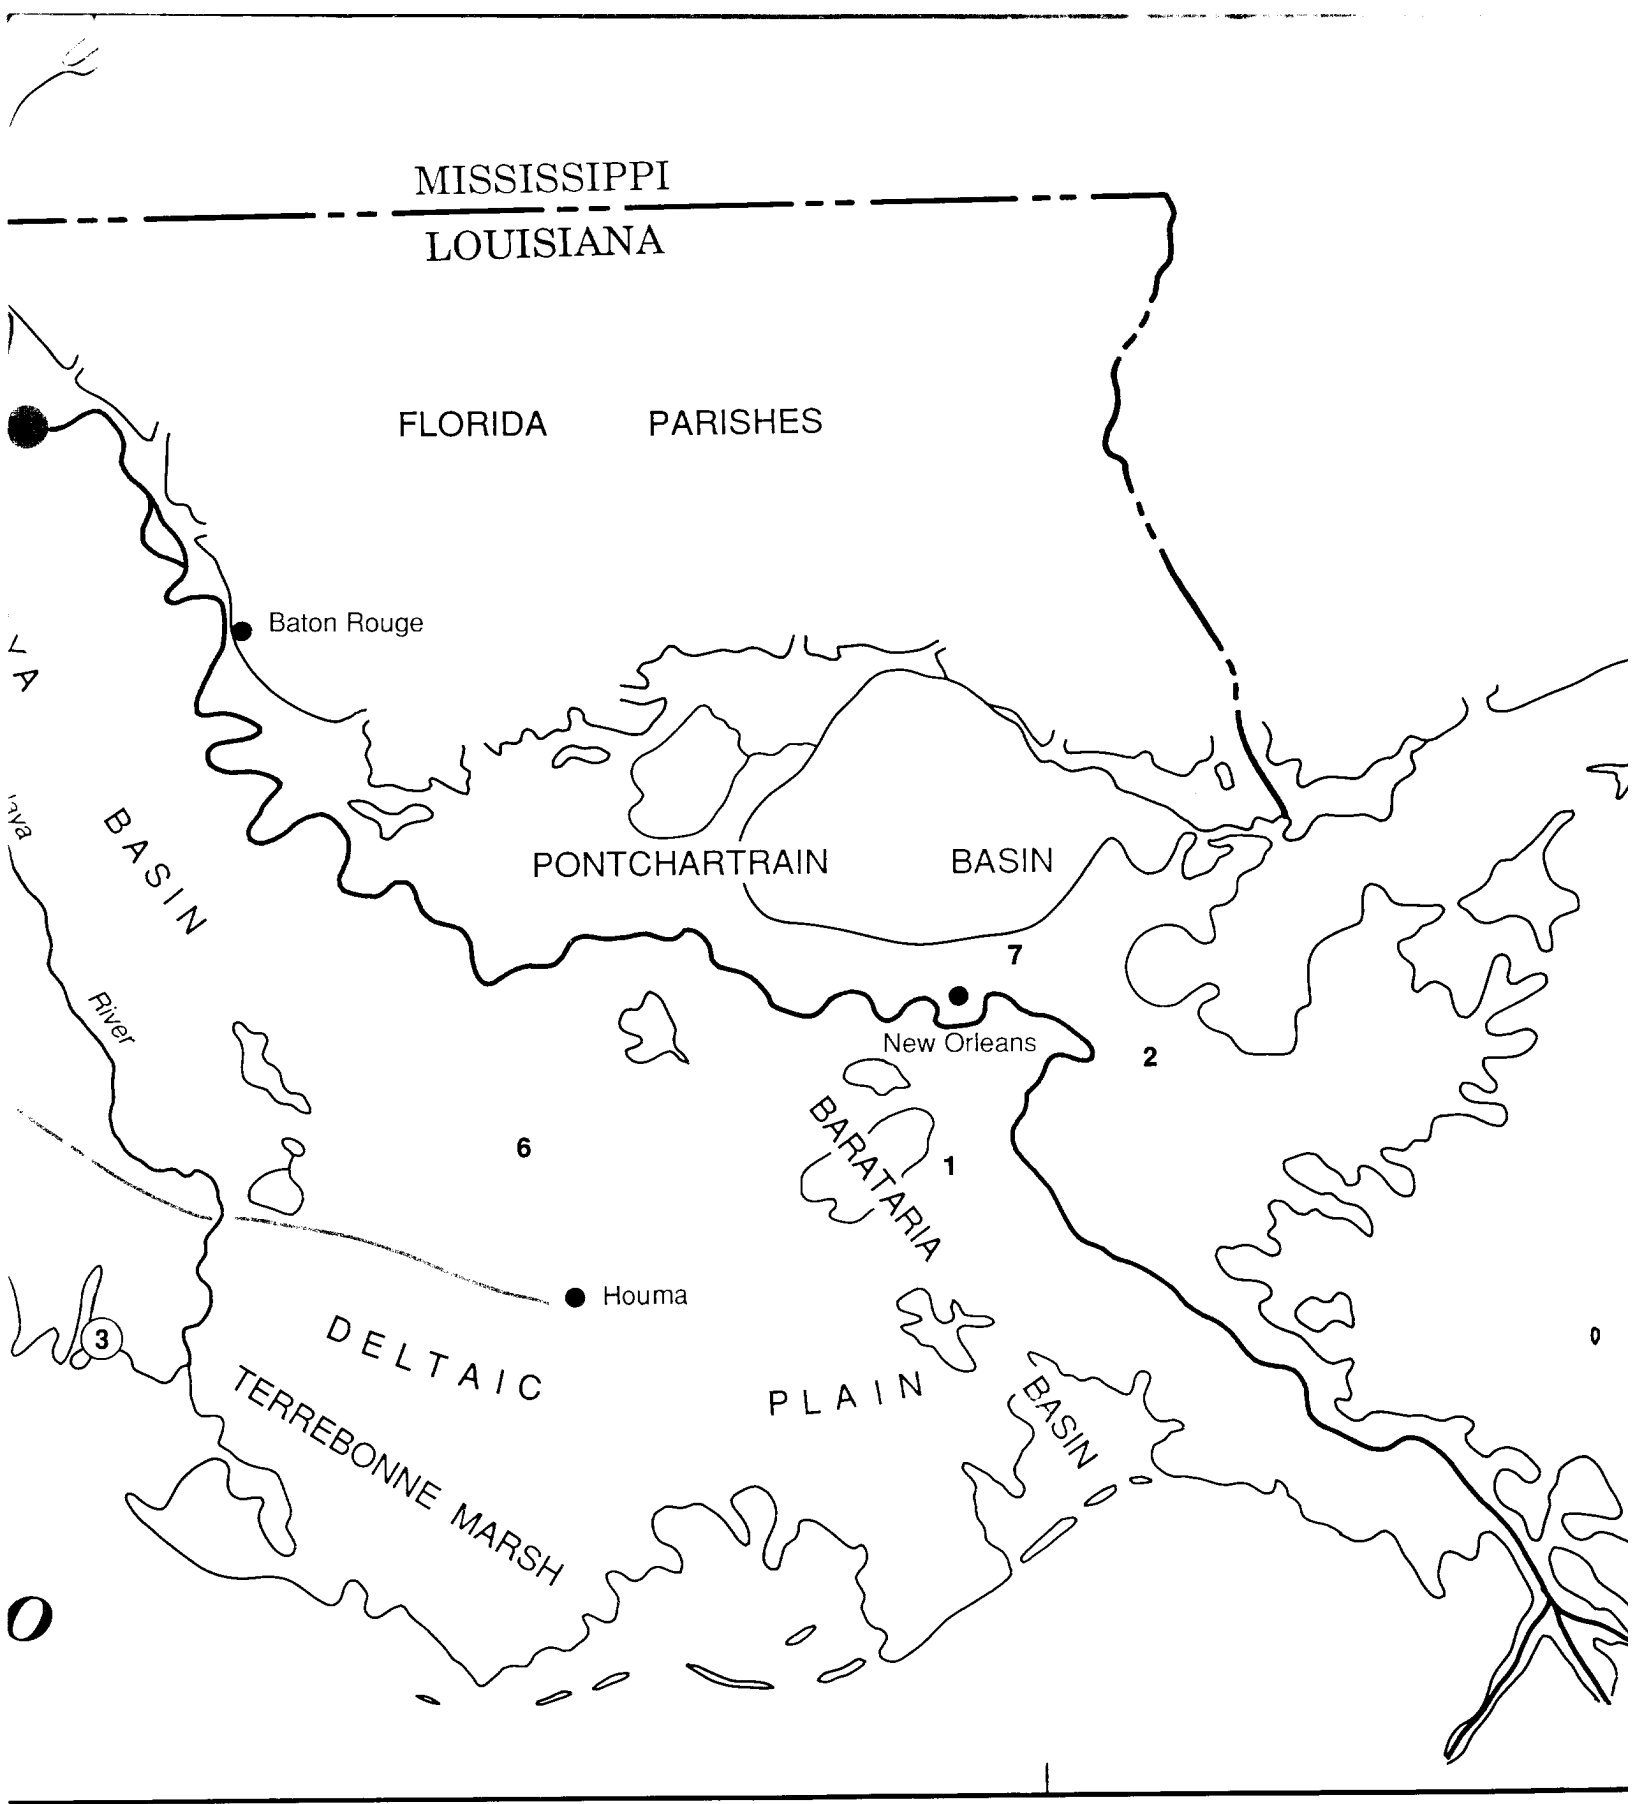 MISSISSIPPI
LOUISIANA
FLORIDA PARISHES
Baton Rouge
VA
BASIN
PONTCHARTRAIN BASIN
7
River
New Orleans
2
BARATARIA
6
1
Houma
3
DELTAIC
PLAIN
BASIN
TERREBONNE MARSH
O